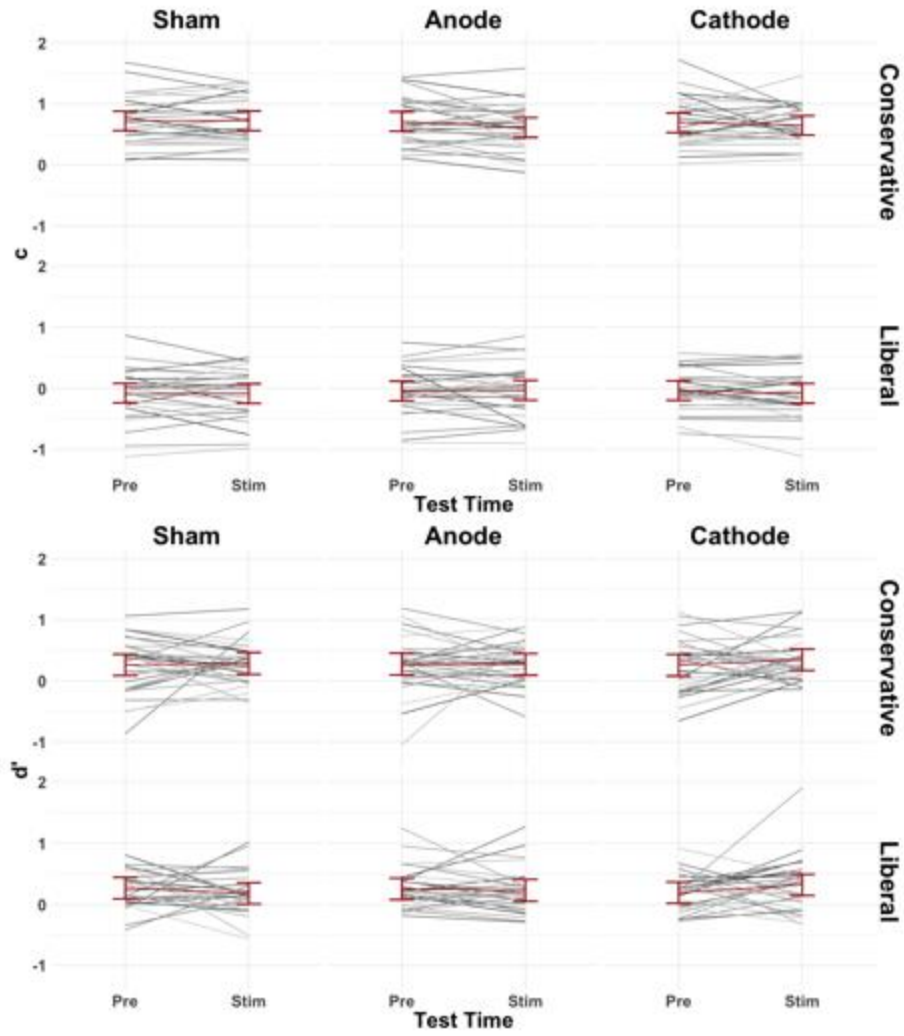 Sham Anode Cathode
2
1
0
-1
Conservative
c
2
1
0
-1
Liberal
Pre Stim Pre Stim Pre Stim
Test Time
Sham Anode Cathode
2
1
0
-1
Conservative
d'
2
1
0
-1
Liberal
Pre Stim Pre Stim Pre Stim
Test Time